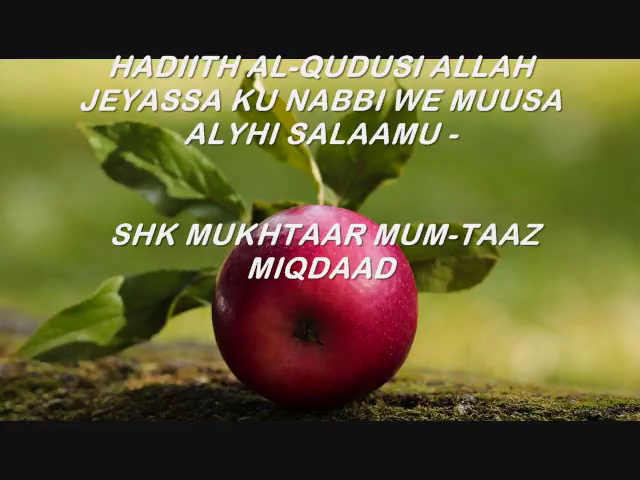 HADIITH AL-QUDUSI ALLAH
JEYASSA KU NABBI WE MUUSA
ALYHI SALAAMU -
SHK MUKHTAAR MUM-TAAZ
MIQDAAD